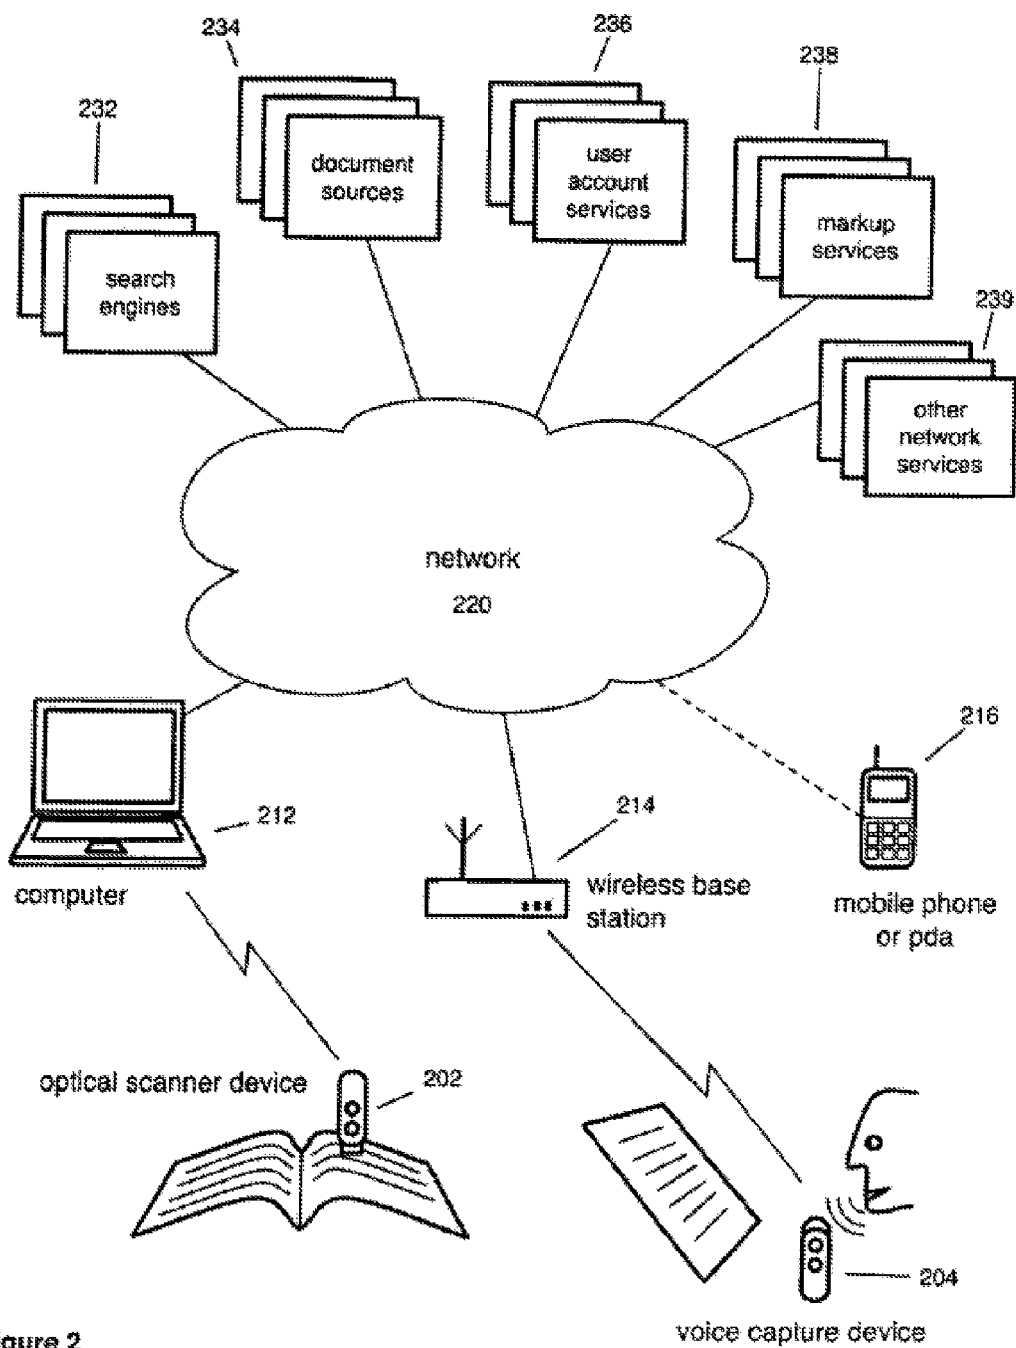 234
236
238
232
document
sources
user
account
services
markup
services
search
engines
239
other
network
services
network
220
216
212
214
computer
wireless base
station
mobile phone
or pda
optical scanner device
202
204
voice capture device
igure 2